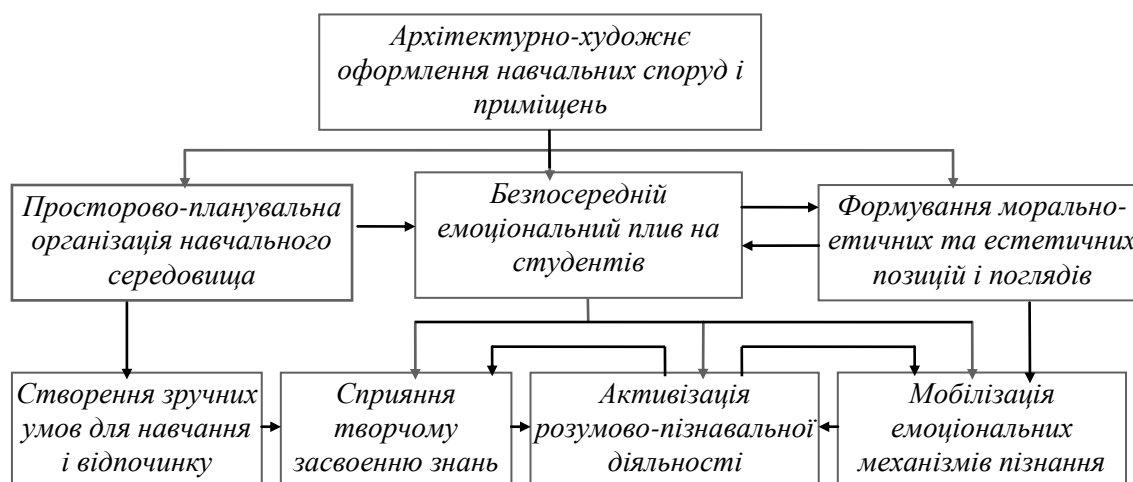 Архітектурно-художнє
оформлення навчальних споруд і
приміщень
Просторово-планувальна
організація навчального
середовища
Безпосередній
емоціональний плив на
студентів
Формування морально-
етичних та естетичних
позицій і поглядів
Створення зручних
умов для навчання
і відпочинку
Сприяння
творчому
засвоенню знань
Активізація
розумово-пізнавальної
діяльності
Мобілізація
емоціональних
механізмів пізнання